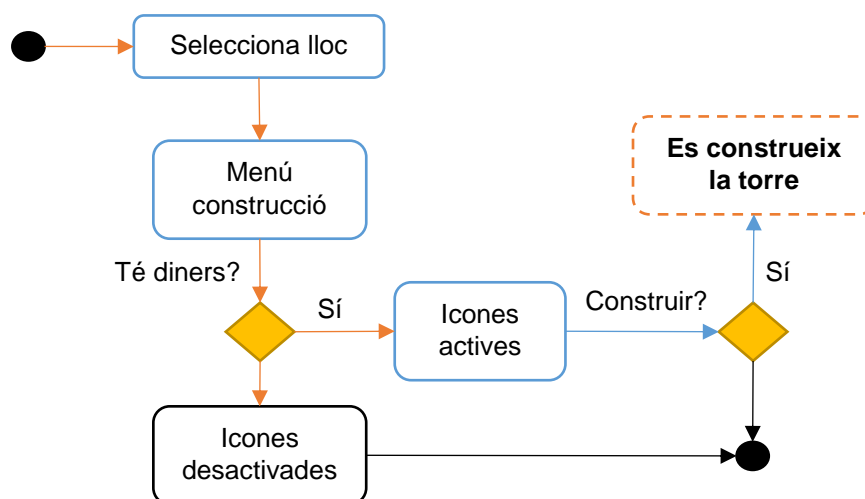 Selecciona lloc
Menú
construcció
Es construeix
la torre
Té diners?
Sí
Icones
actives
Construir?
Sí
Icones
desactivades